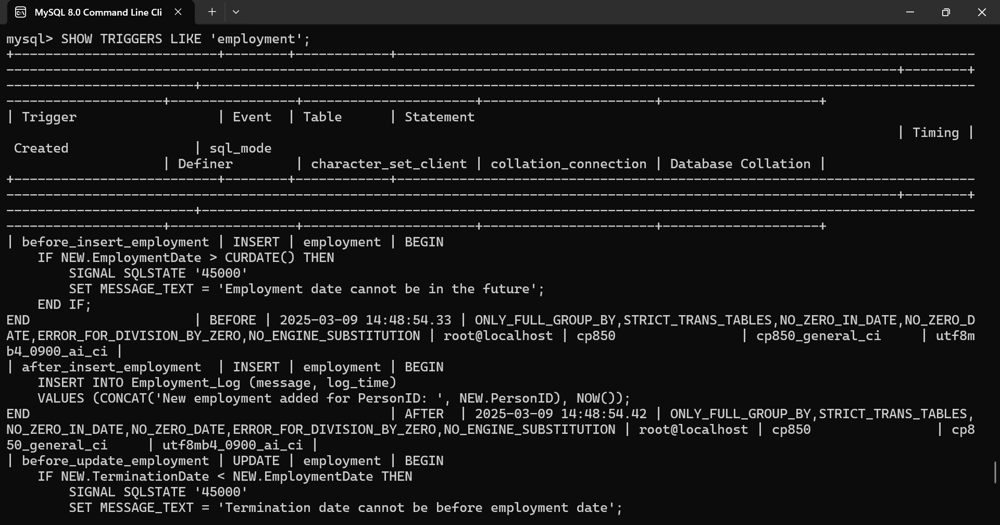 MySQL 8.0 Command Line Cli
mysql> SHOW TRIGGERS LIKE 'employment';
+--------------------------+--------+------------+--------------------------------------------------------------------------
------------------------------------------------------------------------------------------------------------------+--------+
------------------------+---------------------------------------------------------------------------------------------------
--------------------+----------------+----------------------+----------------------+--------------------+
| Trigger                  | Event  | Table      | Statement
                                                                                                                  | Timing |
 Created                | sql_mode
                    | Definer        | character_set_client | collation_connection | Database Collation |
+--------------------------+--------+------------+--------------------------------------------------------------------------
------------------------------------------------------------------------------------------------------------------+--------+
------------------------+---------------------------------------------------------------------------------------------------
--------------------+----------------+----------------------+----------------------+--------------------+
| before_insert_employment | INSERT | employment | BEGIN
    IF NEW.EmploymentDate > CURDATE() THEN
        SIGNAL SQLSTATE '45000'
        SET MESSAGE_TEXT = 'Employment date cannot be in the future';
    END IF;
END                     | BEFORE | 2025-03-09 14:48:54.33 | ONLY_FULL_GROUP_BY,STRICT_TRANS_TABLES,NO_ZERO_IN_DATE,NO_ZERO_D
ATE,ERROR_FOR_DIVISION_BY_ZERO,NO_ENGINE_SUBSTITUTION | root@localhost | cp850                | cp850_general_ci     | utf8m
b4_0900_ai_ci |
| after_insert_employment  | INSERT | employment | BEGIN
    INSERT INTO Employment_Log (message, log_time)
    VALUES (CONCAT('New employment added for PersonID: ', NEW.PersonID), NOW());
END                                              | AFTER  | 2025-03-09 14:48:54.42 | ONLY_FULL_GROUP_BY,STRICT_TRANS_TABLES,
NO_ZERO_IN_DATE,NO_ZERO_DATE,ERROR_FOR_DIVISION_BY_ZERO,NO_ENGINE_SUBSTITUTION | root@localhost | cp850                | cp8
50_general_ci     | utf8mb4_0900_ai_ci |
| before_update_employment | UPDATE | employment | BEGIN
    IF NEW.TerminationDate < NEW.EmploymentDate THEN
        SIGNAL SQLSTATE '45000'
        SET MESSAGE_TEXT = 'Termination date cannot be before employment date';